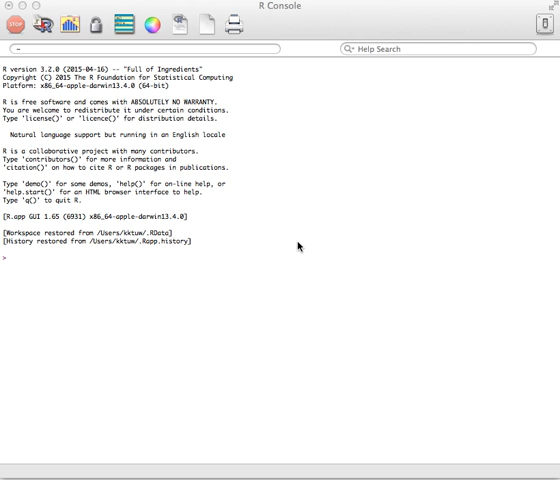 R Console
STOP
Help Search
R version 3.2.0 (2015-04-16) -- "Full of Ingredients"
Copyright (C) 2015 The R Foundation for Statistical Computing
Platform: x86_64-apple-darwin13.4.0 (64-bit)
R is free software and comes with ABSOLUTELY NO WARRANTY.
You are welcome to redistribute it under certain conditions.
Type 'license()' or 'licence()' for distribution details.
Natural language support but running in an English locale
R is a collaborative project with many contributors.
Type 'contributors()' for more information and
'citation()' on how to cite R or R packages in publications.
Type 'demo()' for some demos, 'help()' for on-line help, or
'help.start()' for an HTML browser interface to help.
Type 'q()' to quit R.
[R.app GUI 1.65 (6931) x86_64-apple-darwin13.4.0]
[Workspace restored from /Users/kktuw/.RData]
[History restored from /Users/kktuw/.Rapp.history]
>